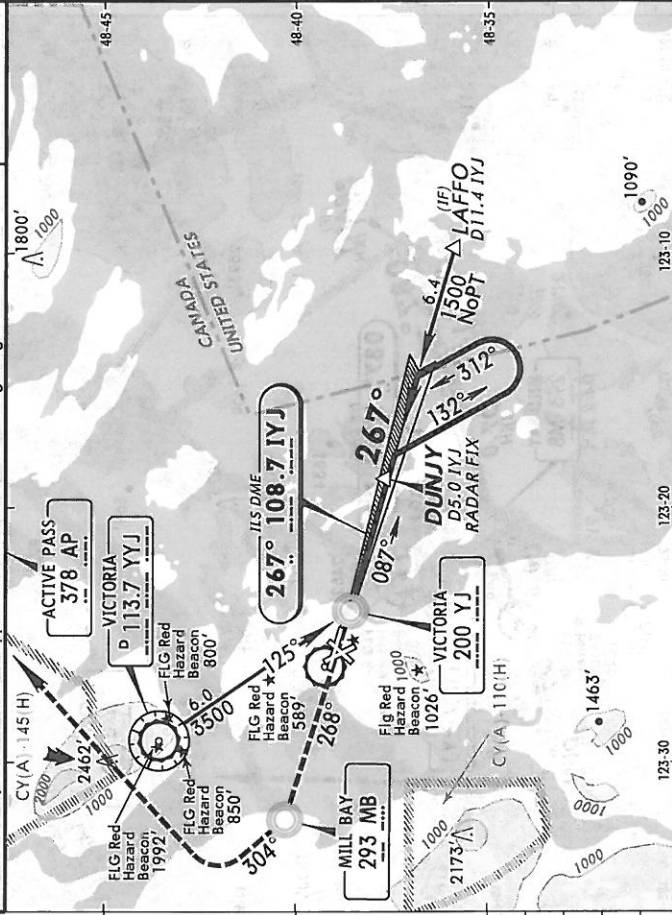 48-45
48-40
48-35
1800'
1000
CANADA
UNITED STATES
ACTIVE PASS
378 AP
VICTORIA
D 113.7 YYJ
ILS DME
267° 108.7 IYJ
267°
(IF)
LAFFO
D11.4 IYJ
6.4
1500
NoPT
1090'
1000
123-10
312°
132°
DUNJY
D5.0 IYJ
RADAR FIX
087°
123-20
CY(A)-145(H)
2462'
2000
1000
FLG Red
Hazard
Beacon
800'
FLG Red
Hazard
Beacon
1992'
FLG Red
Hazard
Beacon
850'
6.0
3500
125°
FLG Red
Hazard
Beacon
589'
268°
304°
VICTORIA
200 YJ
Flg Red
Hazard
Beacon
1026'
1000
MILL BAY
293 MB
CY(A)-110(H)
1463'
1000
1000
123-30
1000
2173'
1000